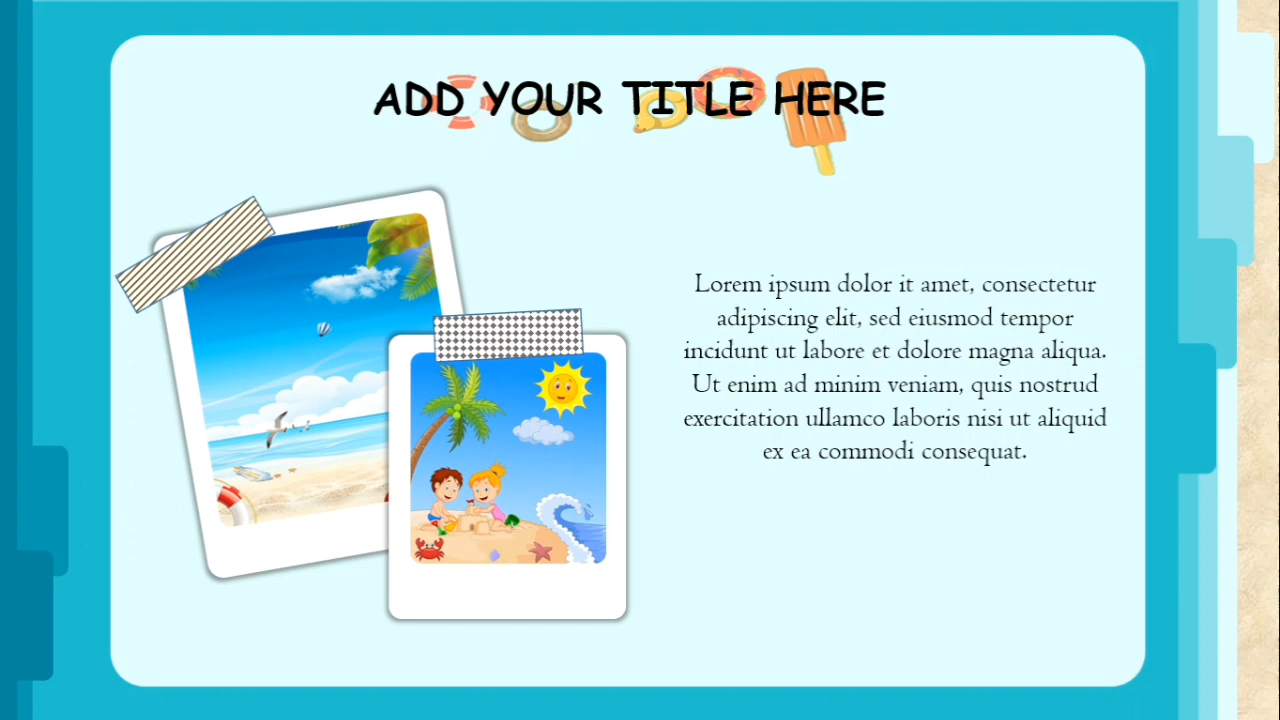 ADD YOUR TITLE HERE
Lorem ipsum dolor it amet, consectetur
adipiscing elit, sed eiusmod tempor
incidunt ut labore et dolore magna aliqua.
Ut enim ad minim veniam, quis nostrud
exercitation ullamco laboris nisi ut aliquid
ex ea commodi consequat.